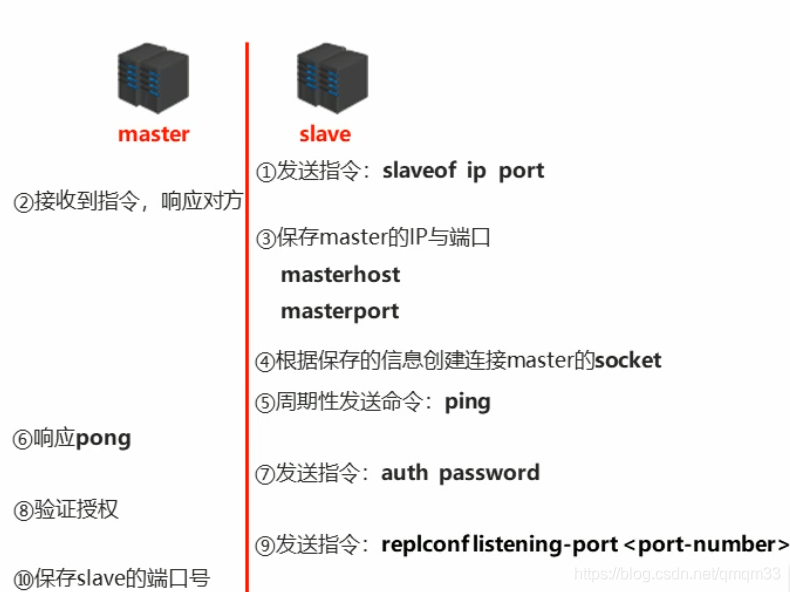 master
slave
①发送指令：slaveof ip port
②接收到指令，响应对方
③保存master的IP与端口
masterhost
masterport
④根据保存的信息创建连接master的socket
⑤周期性发送命令：ping
⑥响应pong
⑦发送指令：auth password
⑧验证授权
⑨发送指令：replconf listening-port <port-number>
⑩保存slave的端口号
https://blog.csdn.net/qmqm33